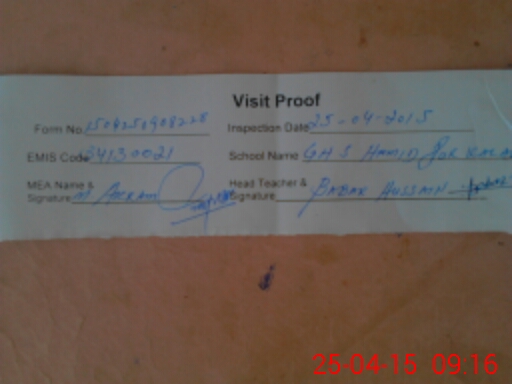 Visit Proof
Form No. 1504250908228 Inspection Date 25-04-2015
EMIS Code 34130021 School Name GHS HAMID
MEA Name & Signature M AKRAM Head Teacher & Signature BABAR HUSSAIN
25-04-15 09:16